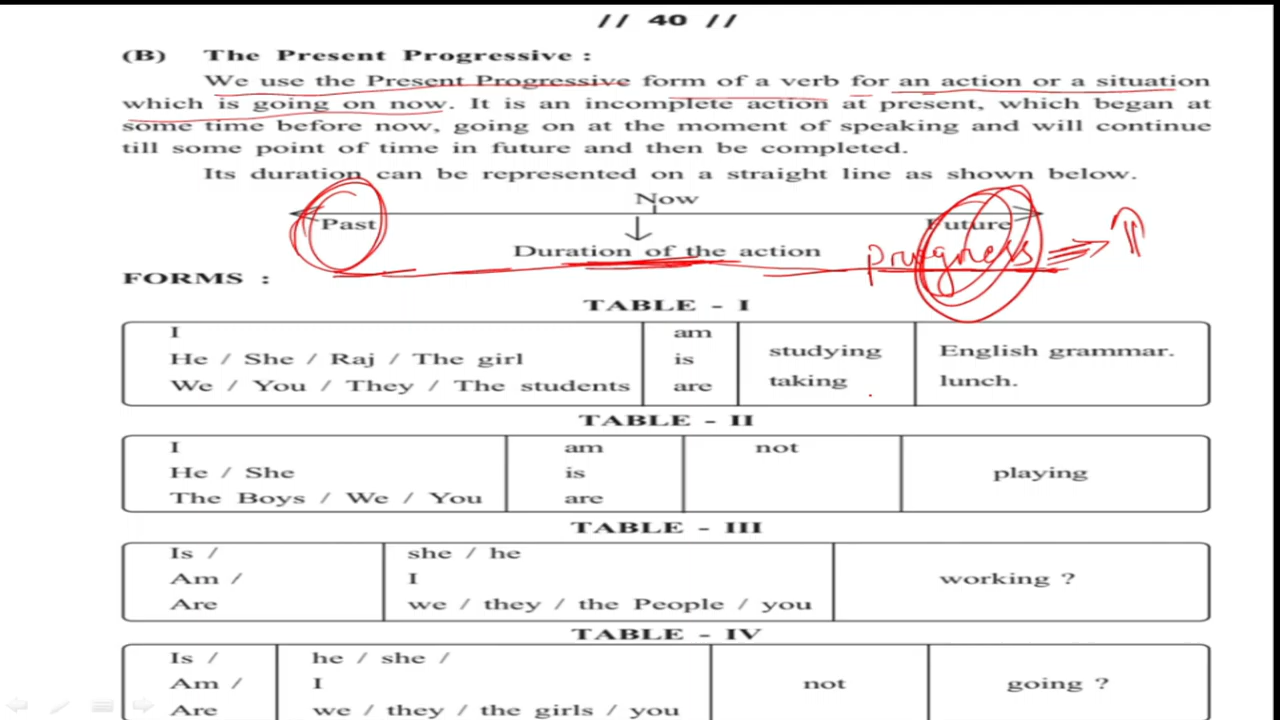 // 40 //
(B) The Present Progressive :
We use the Present Progressive form of a verb for an action or a situation
which is going on now. It is an incomplete action at present, which began at
some time before now, going on at the moment of speaking and will continue
till some point of time in future and then be completed.
Its duration can be represented on a straight line as shown below.
Now
Past Future
Duration of the action progress
FORMS :
TABLE - I
I am
He / She / Raj / The girl is studying English grammar.
We / You / They / The students are taking lunch.
TABLE - II
I am not
He / She is playing
The Boys / We / You are
TABLE - III
Is / she / he
Am / I working ?
Are we / they / the People / you
TABLE - IV
Is / he / she /
Am / I not going ?
Are we / they / the girls / you